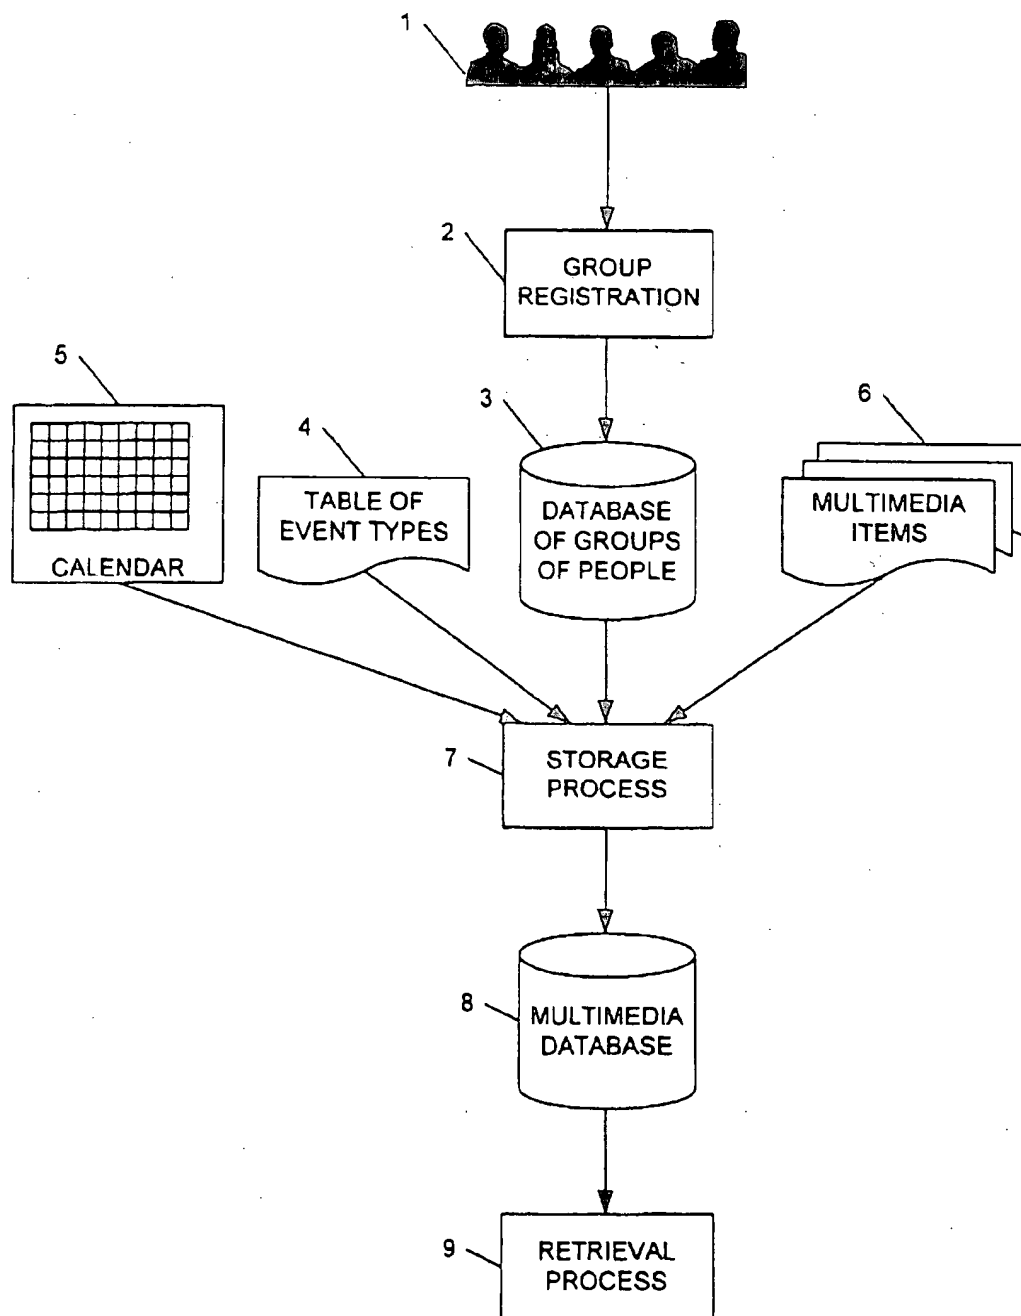 1
2
GROUP
REGISTRATION
5
4
3
6
CALENDAR
TABLE OF
EVENT TYPES
DATABASE
OF GROUPS
OF PEOPLE
MULTIMEDIA
ITEMS
7
STORAGE
PROCESS
8
MULTIMEDIA
DATABASE
9
RETRIEVAL
PROCESS